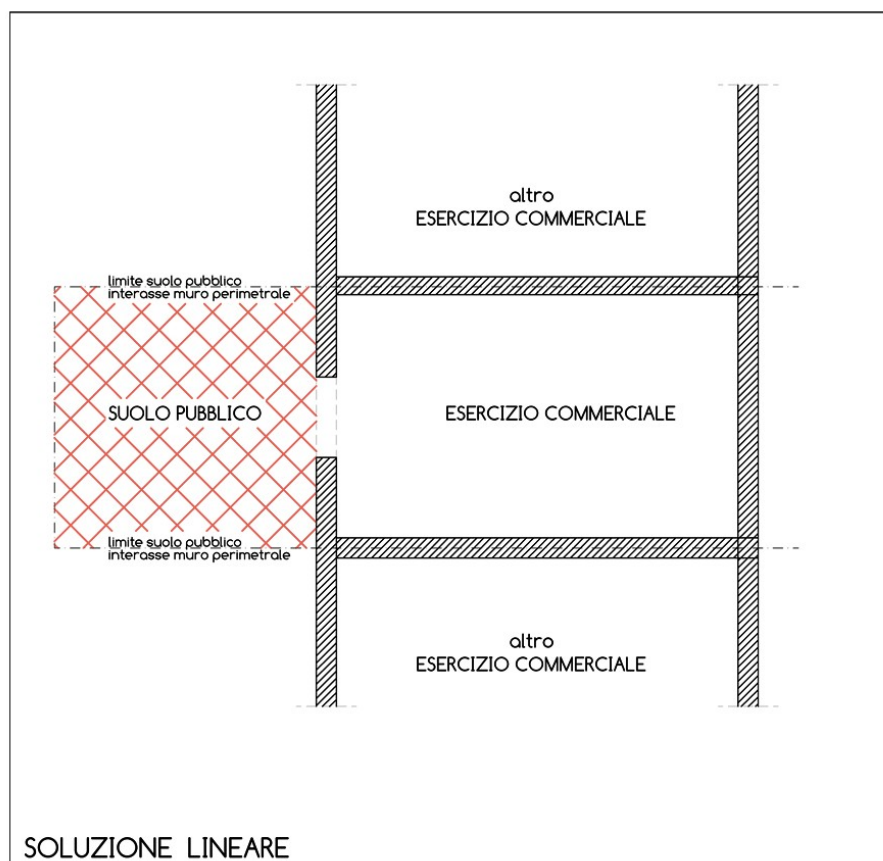 altro
ESERCIZIO COMMERCIALE
limite suolo pubblico
interasse muro perimetrale
SUOLO PUBBLICO
ESERCIZIO COMMERCIALE
limite suolo pubblico
interasse muro perimetrale
altro
ESERCIZIO COMMERCIALE
SOLUZIONE LINEARE